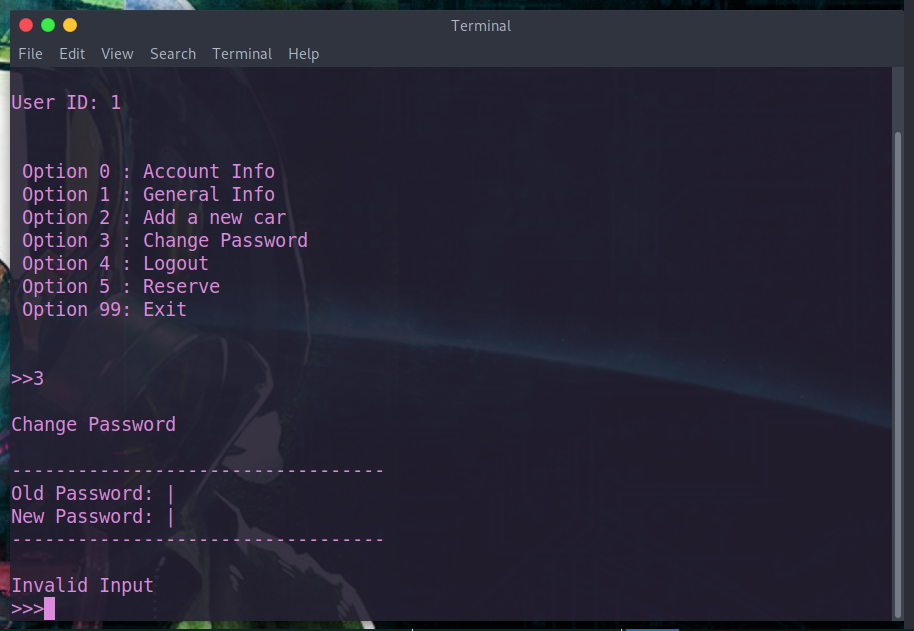 Terminal
File Edit View Search Terminal Help
User ID: 1
Option 0 : Account Info
Option 1 : General Info
Option 2 : Add a new car
Option 3 : Change Password
Option 4 : Logout
Option 5 : Reserve
Option 99: Exit
>>3
Change Password
----------------------------------
Old Password: |
New Password: |
----------------------------------
Invalid Input
>>>